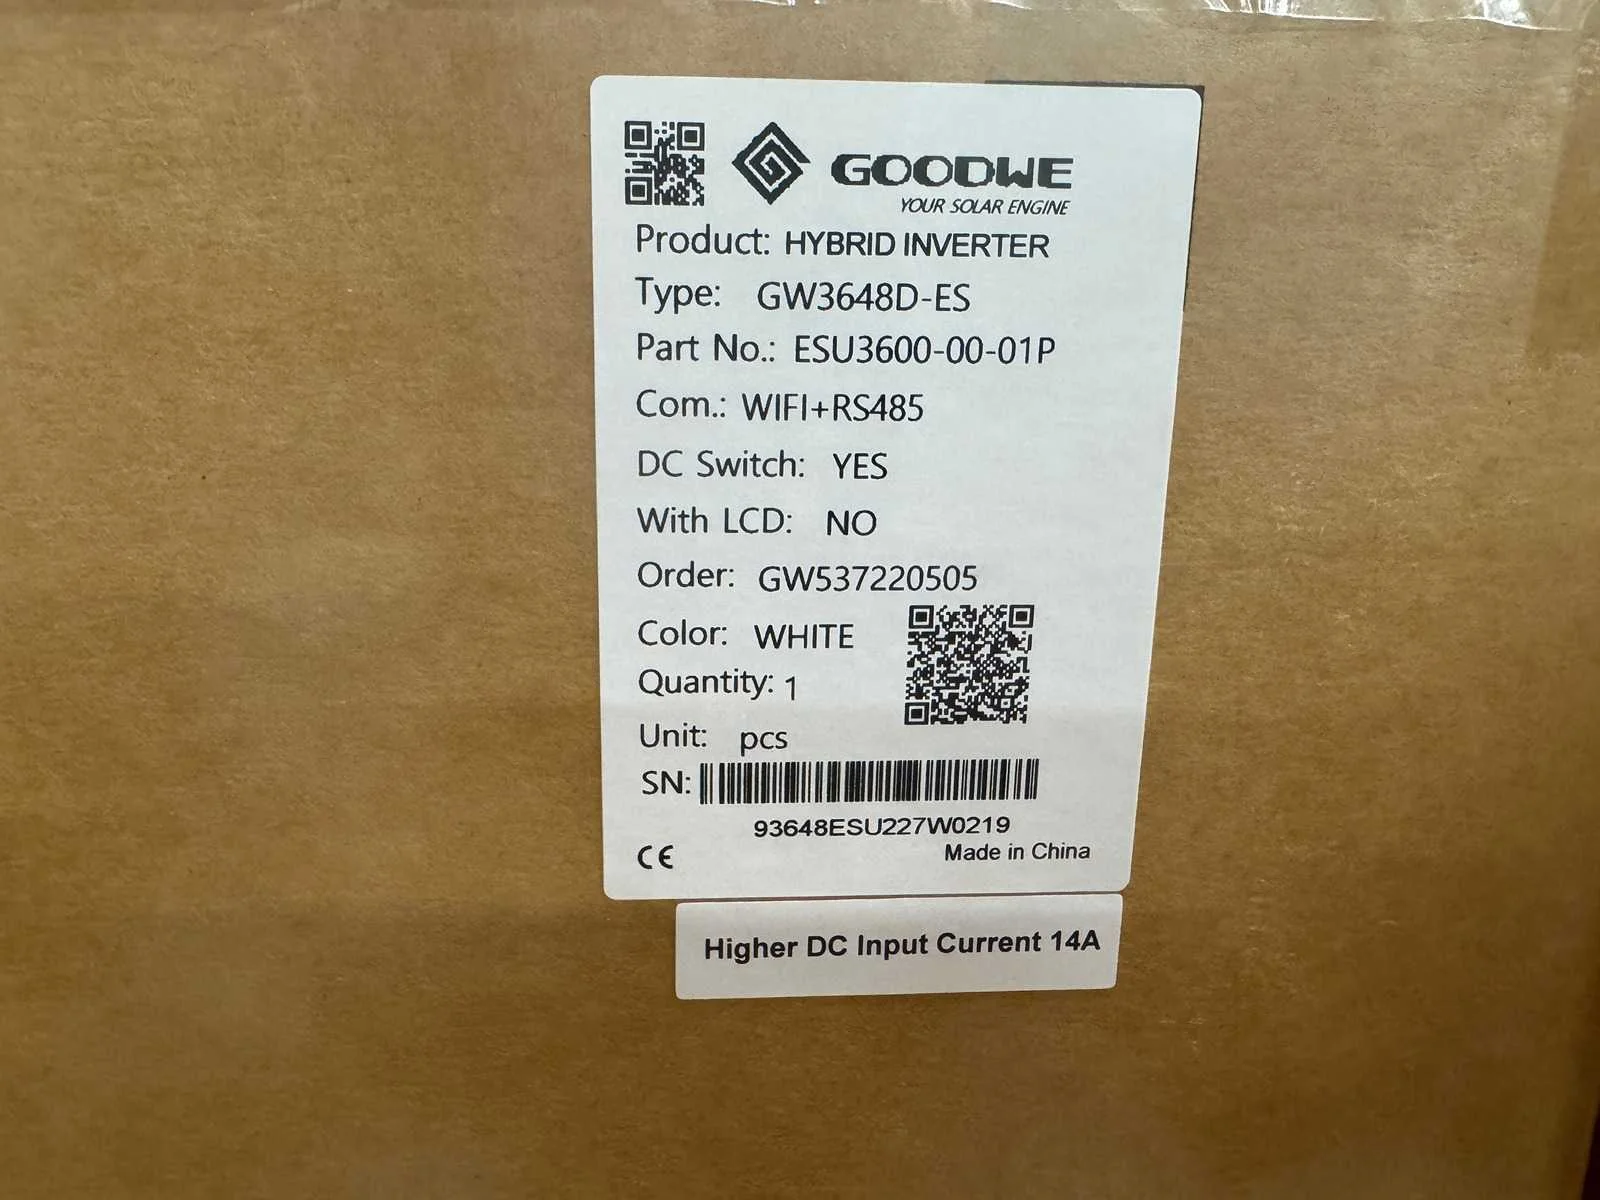 GOODWE
YOUR SOLAR ENGINE
Product: HYBRID INVERTER
Type: GW3648D-ES
Part No.: ESU3600-00-01P
Com.: WIFI+RS485
DC Switch: YES
With LCD: NO
Order: GW537220505
Color: WHITE
Quantity: 1
Unit: pcs
SN:
93648ESU227W0219
CE
Made in China
Higher DC Input Current 14A